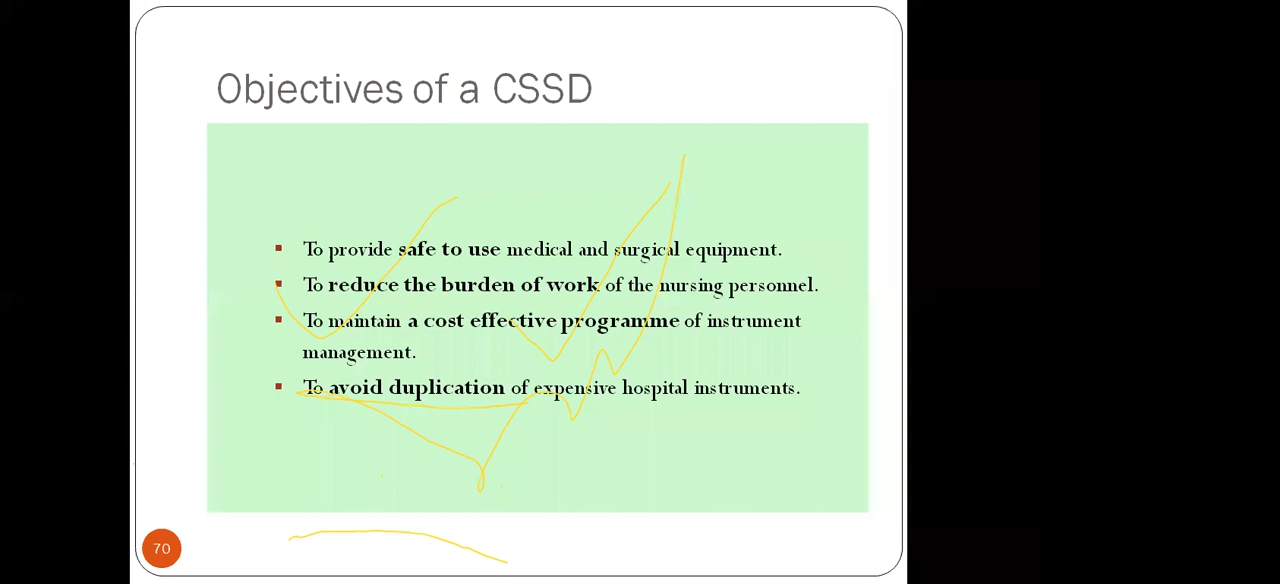 Objectives of a CSSD
▪ To provide safe to use medical and surgical equipment.
▪ To reduce the burden of work of the nursing personnel.
▪ To maintain a cost effective programme of instrument
management.
▪ To avoid duplication of expensive hospital instruments.
70